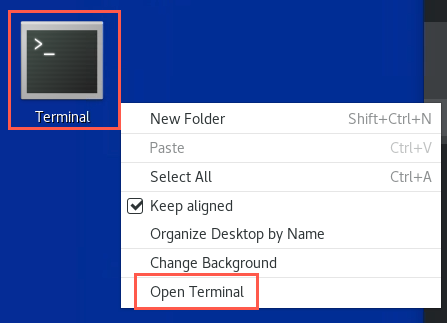 >_
Terminal
New Folder Shift+Ctrl+N
Paste Ctrl+V
Select All Ctrl+A
Keep aligned
Organize Desktop by Name
Change Background
Open Terminal